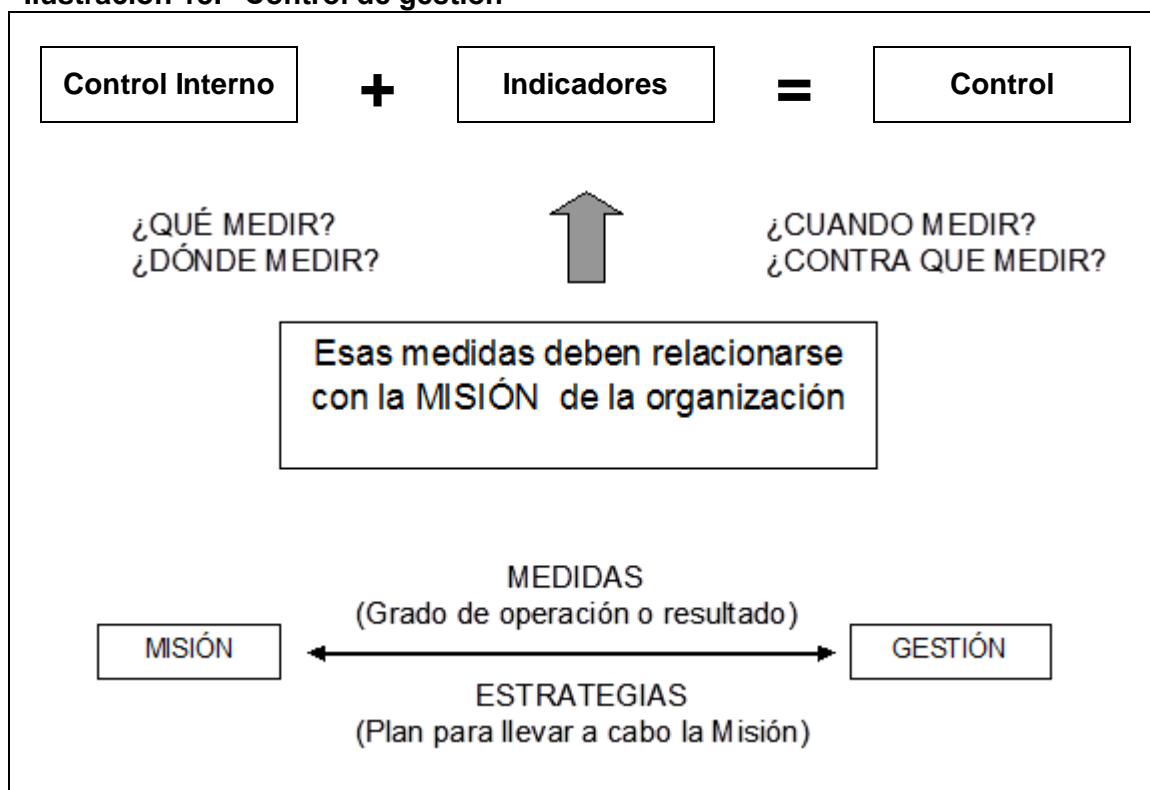 Control Interno + Indicadores = Control
¿QUÉ MEDIR?
¿DÓNDE MEDIR?
¿CUANDO MEDIR?
¿CONTRA QUE MEDIR?
Esas medidas deben relacionarse
con la MISIÓN de la organización
MEDIDAS
(Grado de operación o resultado)
MISIÓN
GESTIÓN
ESTRATEGIAS
(Plan para llevar a cabo la Misión)